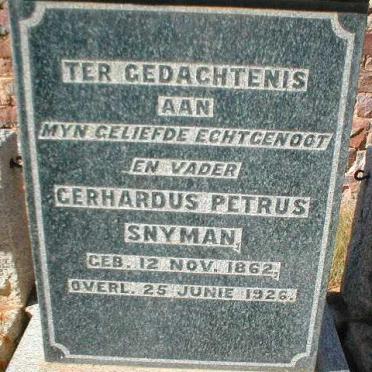 TER GEDACHTENIS
AAN
MYN GELIEFDE ECHTGENOOT
EN VADER
GERHARDUS PETRUS
SNYMAN,
GEB. 12 NOV. 1862,
OVERL. 25 JUNIE 1926.